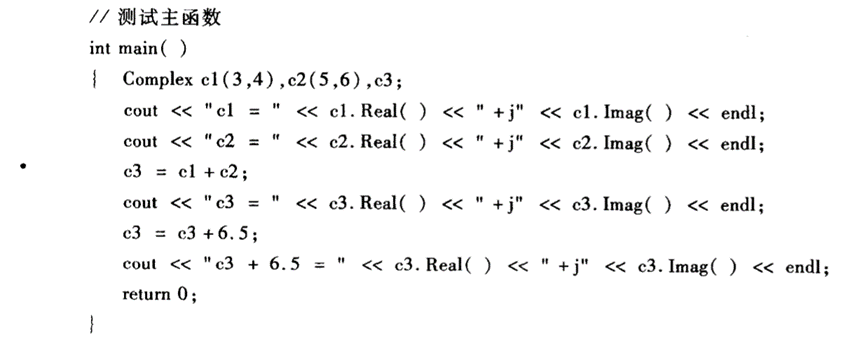 // 测试主函数
int main( )
{ Complex c1(3,4),c2(5,6),c3;
cout << "c1 = " << c1.Real( ) << " +j" << c1.Imag( ) << endl;
cout << "c2 = " << c2.Real( ) << " +j" << c2.Imag( ) << endl;
c3 = c1 +c2;
cout << "c3 = " << c3.Real( ) << " +j" << c3.Imag( ) << endl;
c3 = c3 +6.5;
cout << "c3 + 6.5 = " << c3.Real( ) << " +j" << c3.Imag( ) << endl;
return 0;
}